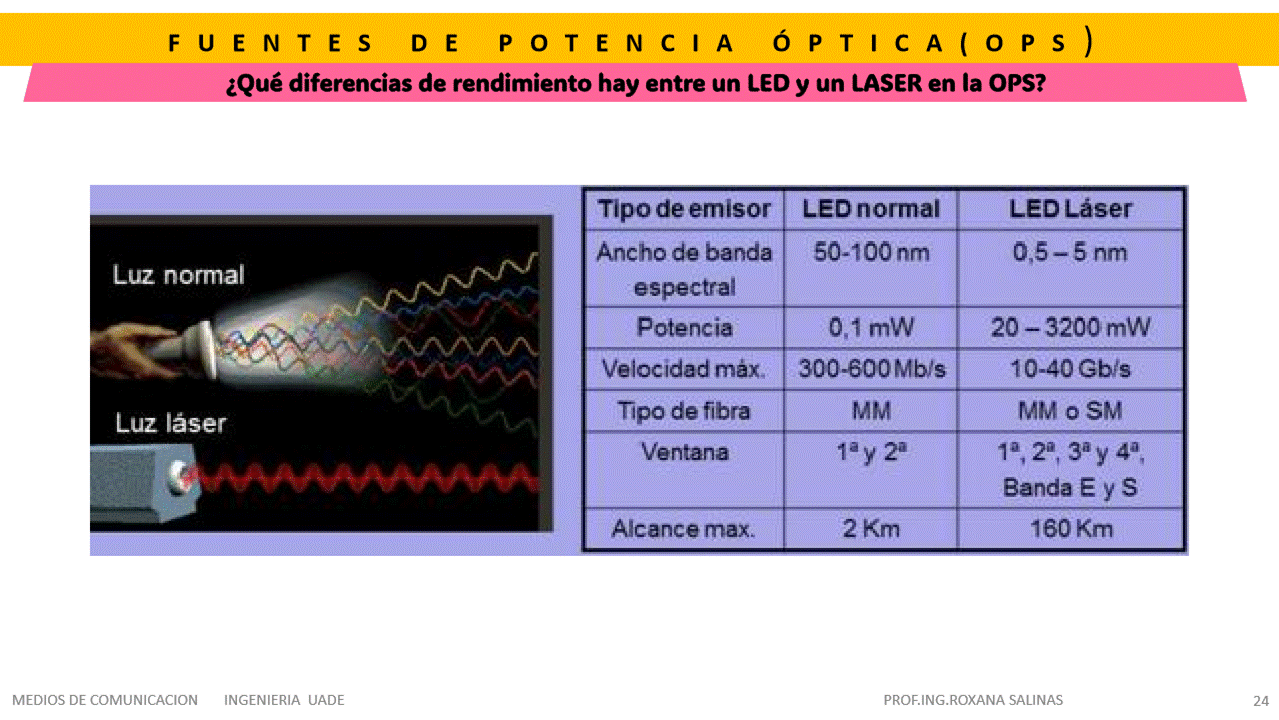 FUENTES DE POTENCIA ÓPTICA(OPS)
¿Qué diferencias de rendimiento hay entre un LED y un LASER en la OPS?
Luz normal
Luz láser
Tipo de emisor LED normal LED Láser
Ancho de banda espectral 50-100 nm 0,5 – 5 nm
Potencia 0,1 mW 20 – 3200 mW
Velocidad máx. 300-600 Mb/s 10-40 Gb/s
Tipo de fibra MM MM o SM
Ventana 1ª y 2ª 1ª, 2ª, 3ª y 4ª, Banda E y S
Alcance max. 2 Km 160 Km
MEDIOS DE COMUNICACION INGENIERIA UADE PROF.ING.ROXANA SALINAS 24